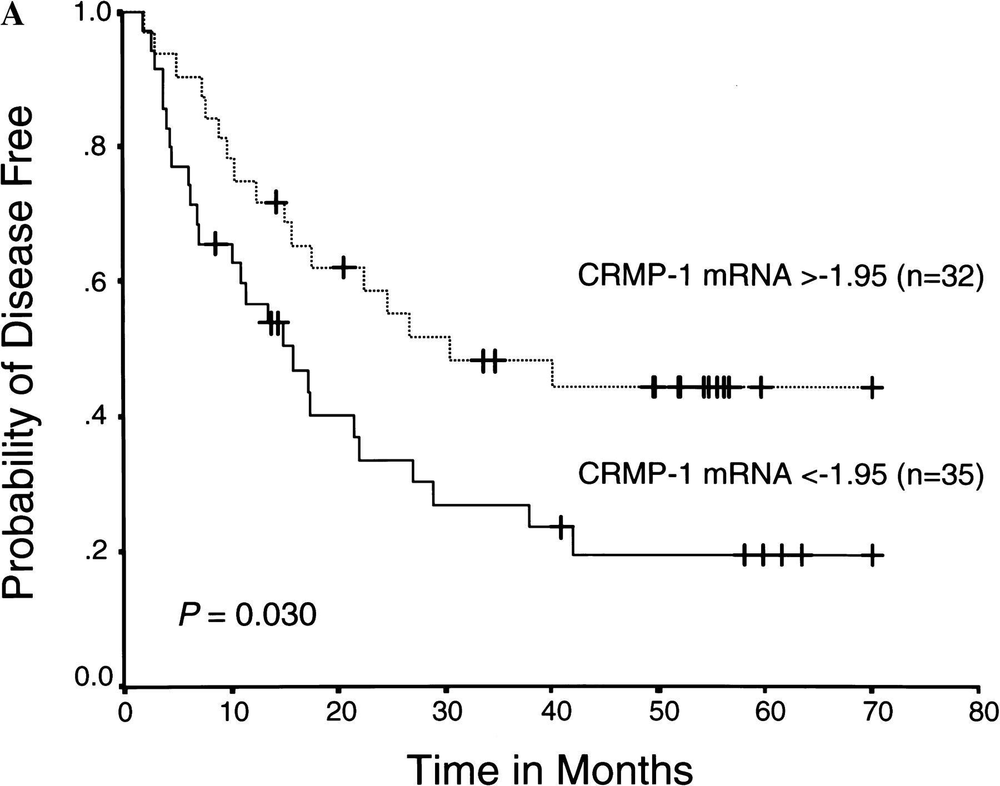 A
1.0
.8
.6
.4
.2
0.0
Probability of Disease Free
CRMP-1 mRNA >-1.95 (n=32)
CRMP-1 mRNA <-1.95 (n=35)
P = 0.030
0 10 20 30 40 50 60 70 80
Time in Months